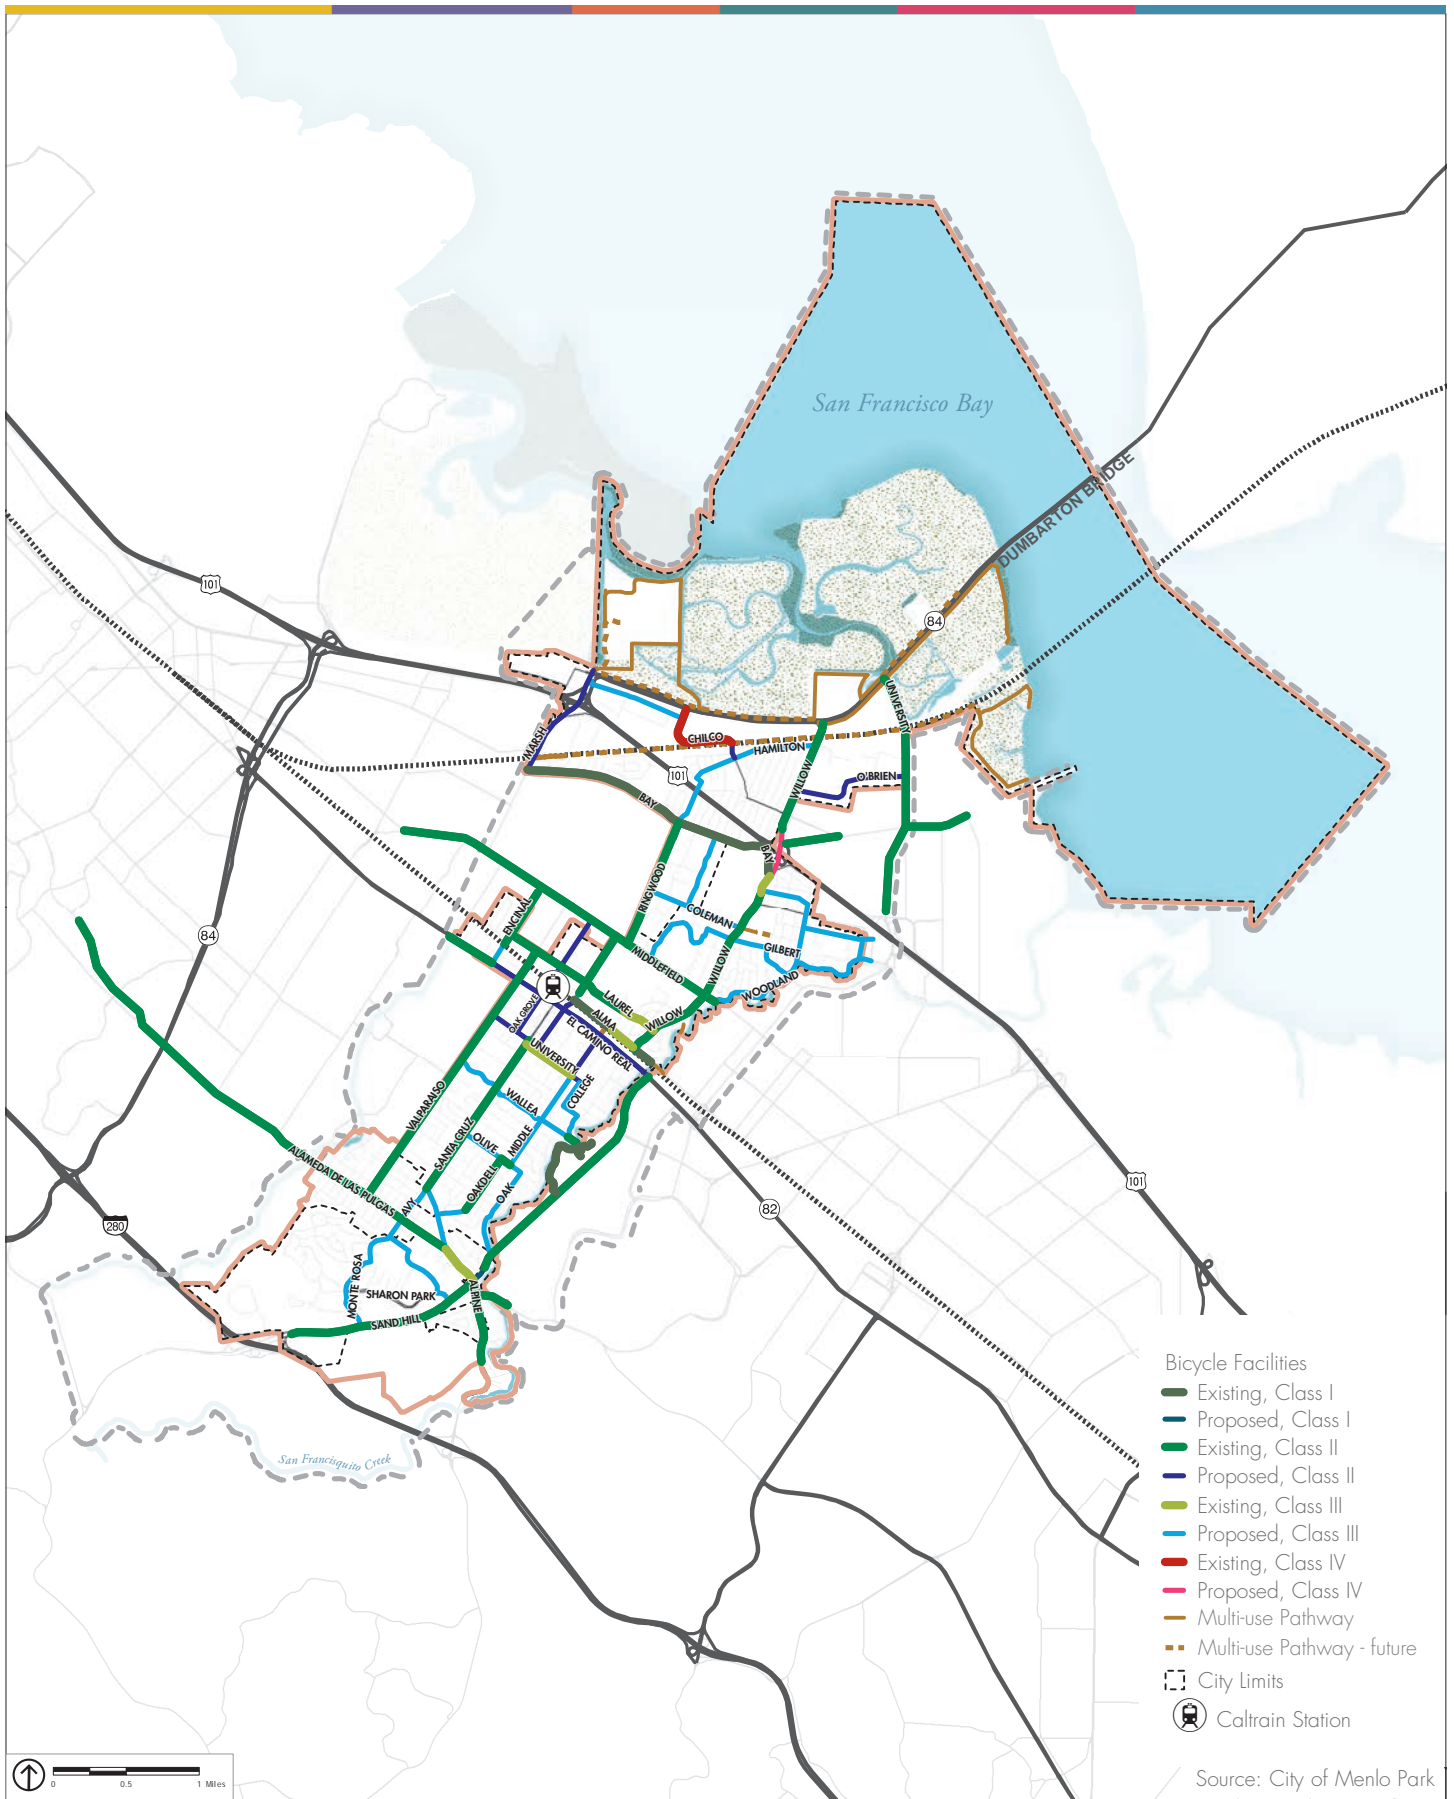 San Francisco Bay
DUMBARTON BRIDGE
101
84
UNIVERSITY
MARSH
CHILCO
HAMILTON
101
WILLOW
O'BRIEN
BAY
BAY
RINGWOOD
ENCINAL
COLEMAN
84
MIDDLEFIELD
GILBERT
WILLOW
WOODLAND
OAK GROVE
LAUREL
ALMA
WILLOW
EL CAMINO REAL
UNIVERSITY
VALPARAISO
WALLEA
COLLEGE
SANTA CRUZ
OLIVE
MIDDLE
ALAMEDA DE LAS PULGAS
OAKDELL
OAK
AVY
101
82
280
MONTE ROSA
SHARON PARK
ALPINE
SAND HILL
San Francisquito Creek
Bicycle Facilities
Existing, Class I
Proposed, Class I
Existing, Class II
Proposed, Class II
Existing, Class III
Proposed, Class III
Existing, Class IV
Proposed, Class IV
Multi-use Pathway
Multi-use Pathway - future
City Limits
Caltrain Station
0 0.5 1 Miles
Source: City of Menlo Park